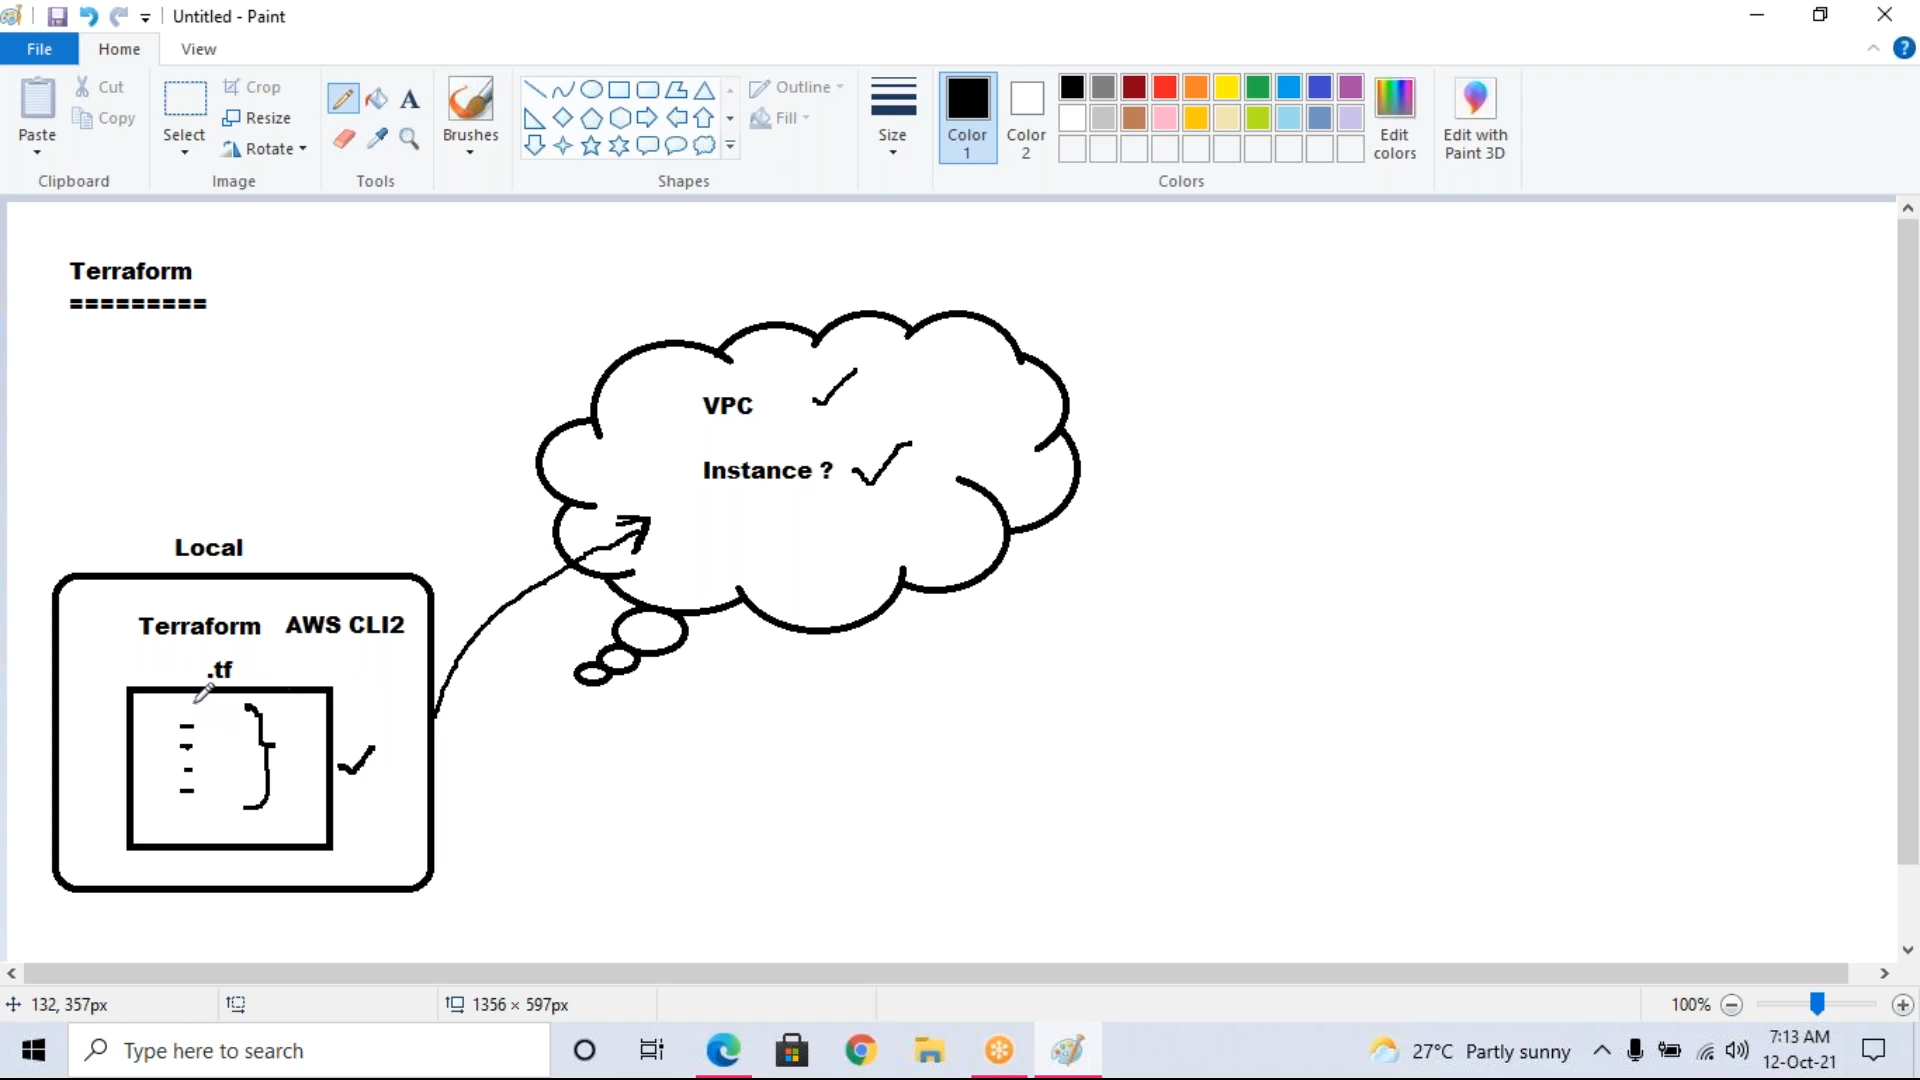 Untitled - Paint
File Home View
Paste
Cut
Copy
Clipboard
Select
Crop
Resize
Rotate
Image
A
Tools
Brushes
Shapes
Outline
Fill
Size
Color 1
Color 2
Colors
Edit colors
Edit with Paint 3D
?
Terraform
=========
VPC
Instance ?
Local
Terraform AWS CLI2
.tf
132, 357px
1356 × 597px
100%
Type here to search
27°C Partly sunny
7:13 AM
12-Oct-21